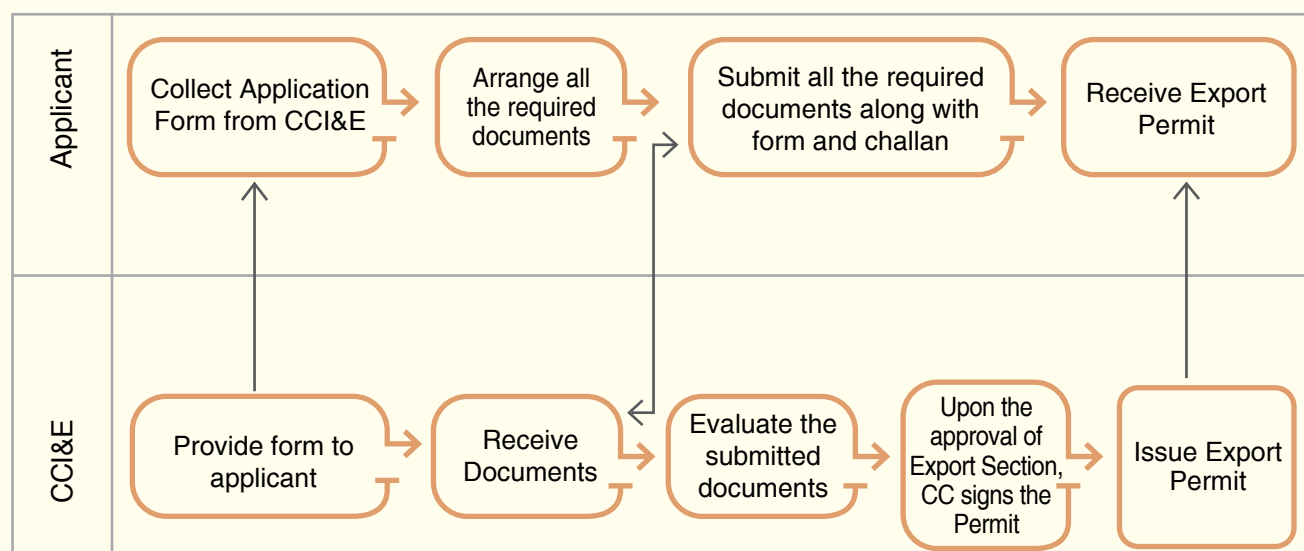 Applicant
Collect Application
Form from CCI&E
Arrange all
the required
documents
Submit all the required
documents along with
form and challan
Receive Export
Permit
CCI&E
Provide form to
applicant
Receive
Documents
Evaluate the
submitted
documents
Upon the
approval of
Export Section,
CC signs the
Permit
Issue Export
Permit